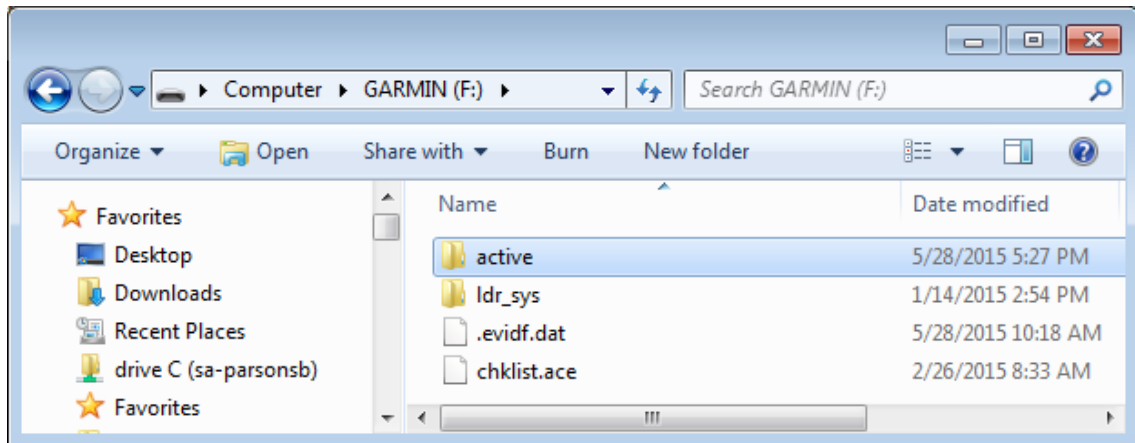 Computer GARMIN (F:) Search GARMIN (F:)
Organize Open Share with Burn New folder
Favorites
Desktop
Downloads
Recent Places
drive C (sa-parsonsb)
Favorites
Name Date modified
active 5/28/2015 5:27 PM
ldr_sys 1/14/2015 2:54 PM
.evidf.dat 5/28/2015 10:18 AM
chklist.ace 2/26/2015 8:33 AM